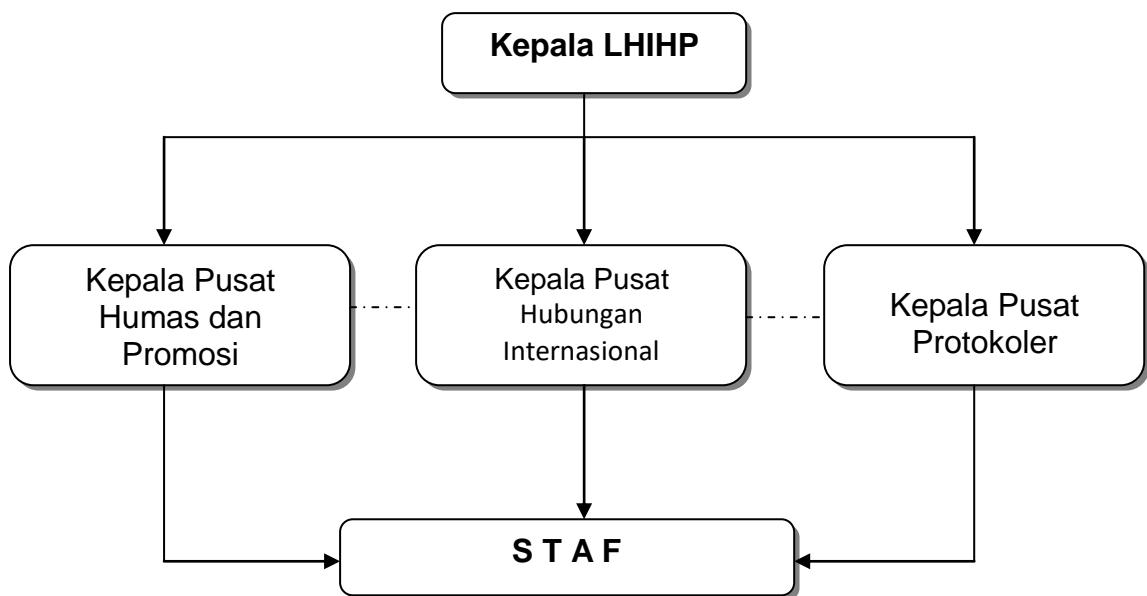 Kepala LHIHP
Kepala Pusat
Humas dan
Promosi
Kepala Pusat
Hubungan
Internasional
Kepala Pusat
Protokoler
S T A F